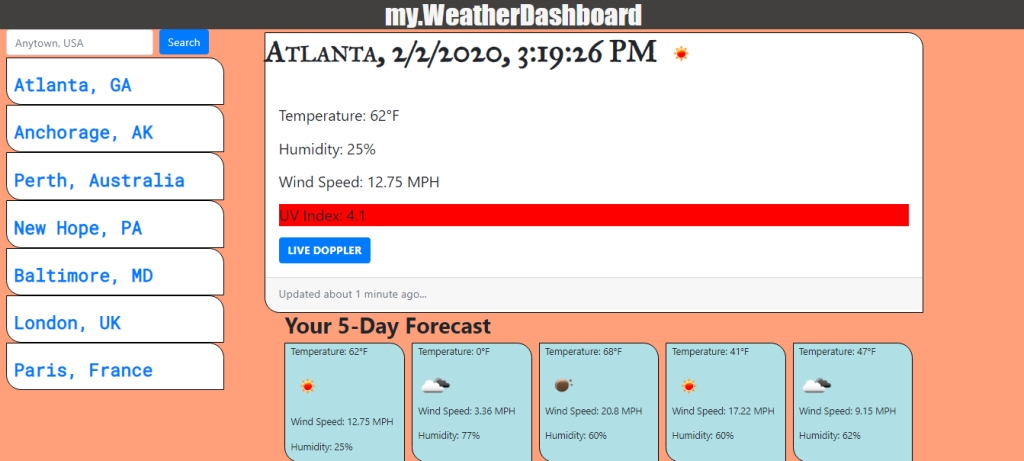 my.WeatherDashboard
Anytown, USA
Search
Atlanta, GA
Anchorage, AK
Perth, Australia
New Hope, PA
Baltimore, MD
London, UK
Paris, France
Atlanta, 2/2/2020, 3:19:26 PM
Temperature: 62°F
Humidity: 25%
Wind Speed: 12.75 MPH
UV Index: 4.1
LIVE DOPPLER
Updated about 1 minute ago...
Your 5-Day Forecast
Temperature: 62°F
Wind Speed: 12.75 MPH
Humidity: 25%
Temperature: 0°F
Wind Speed: 3.36 MPH
Humidity: 77%
Temperature: 68°F
Wind Speed: 20.8 MPH
Humidity: 60%
Temperature: 41°F
Wind Speed: 17.22 MPH
Humidity: 60%
Temperature: 47°F
Wind Speed: 9.15 MPH
Humidity: 62%